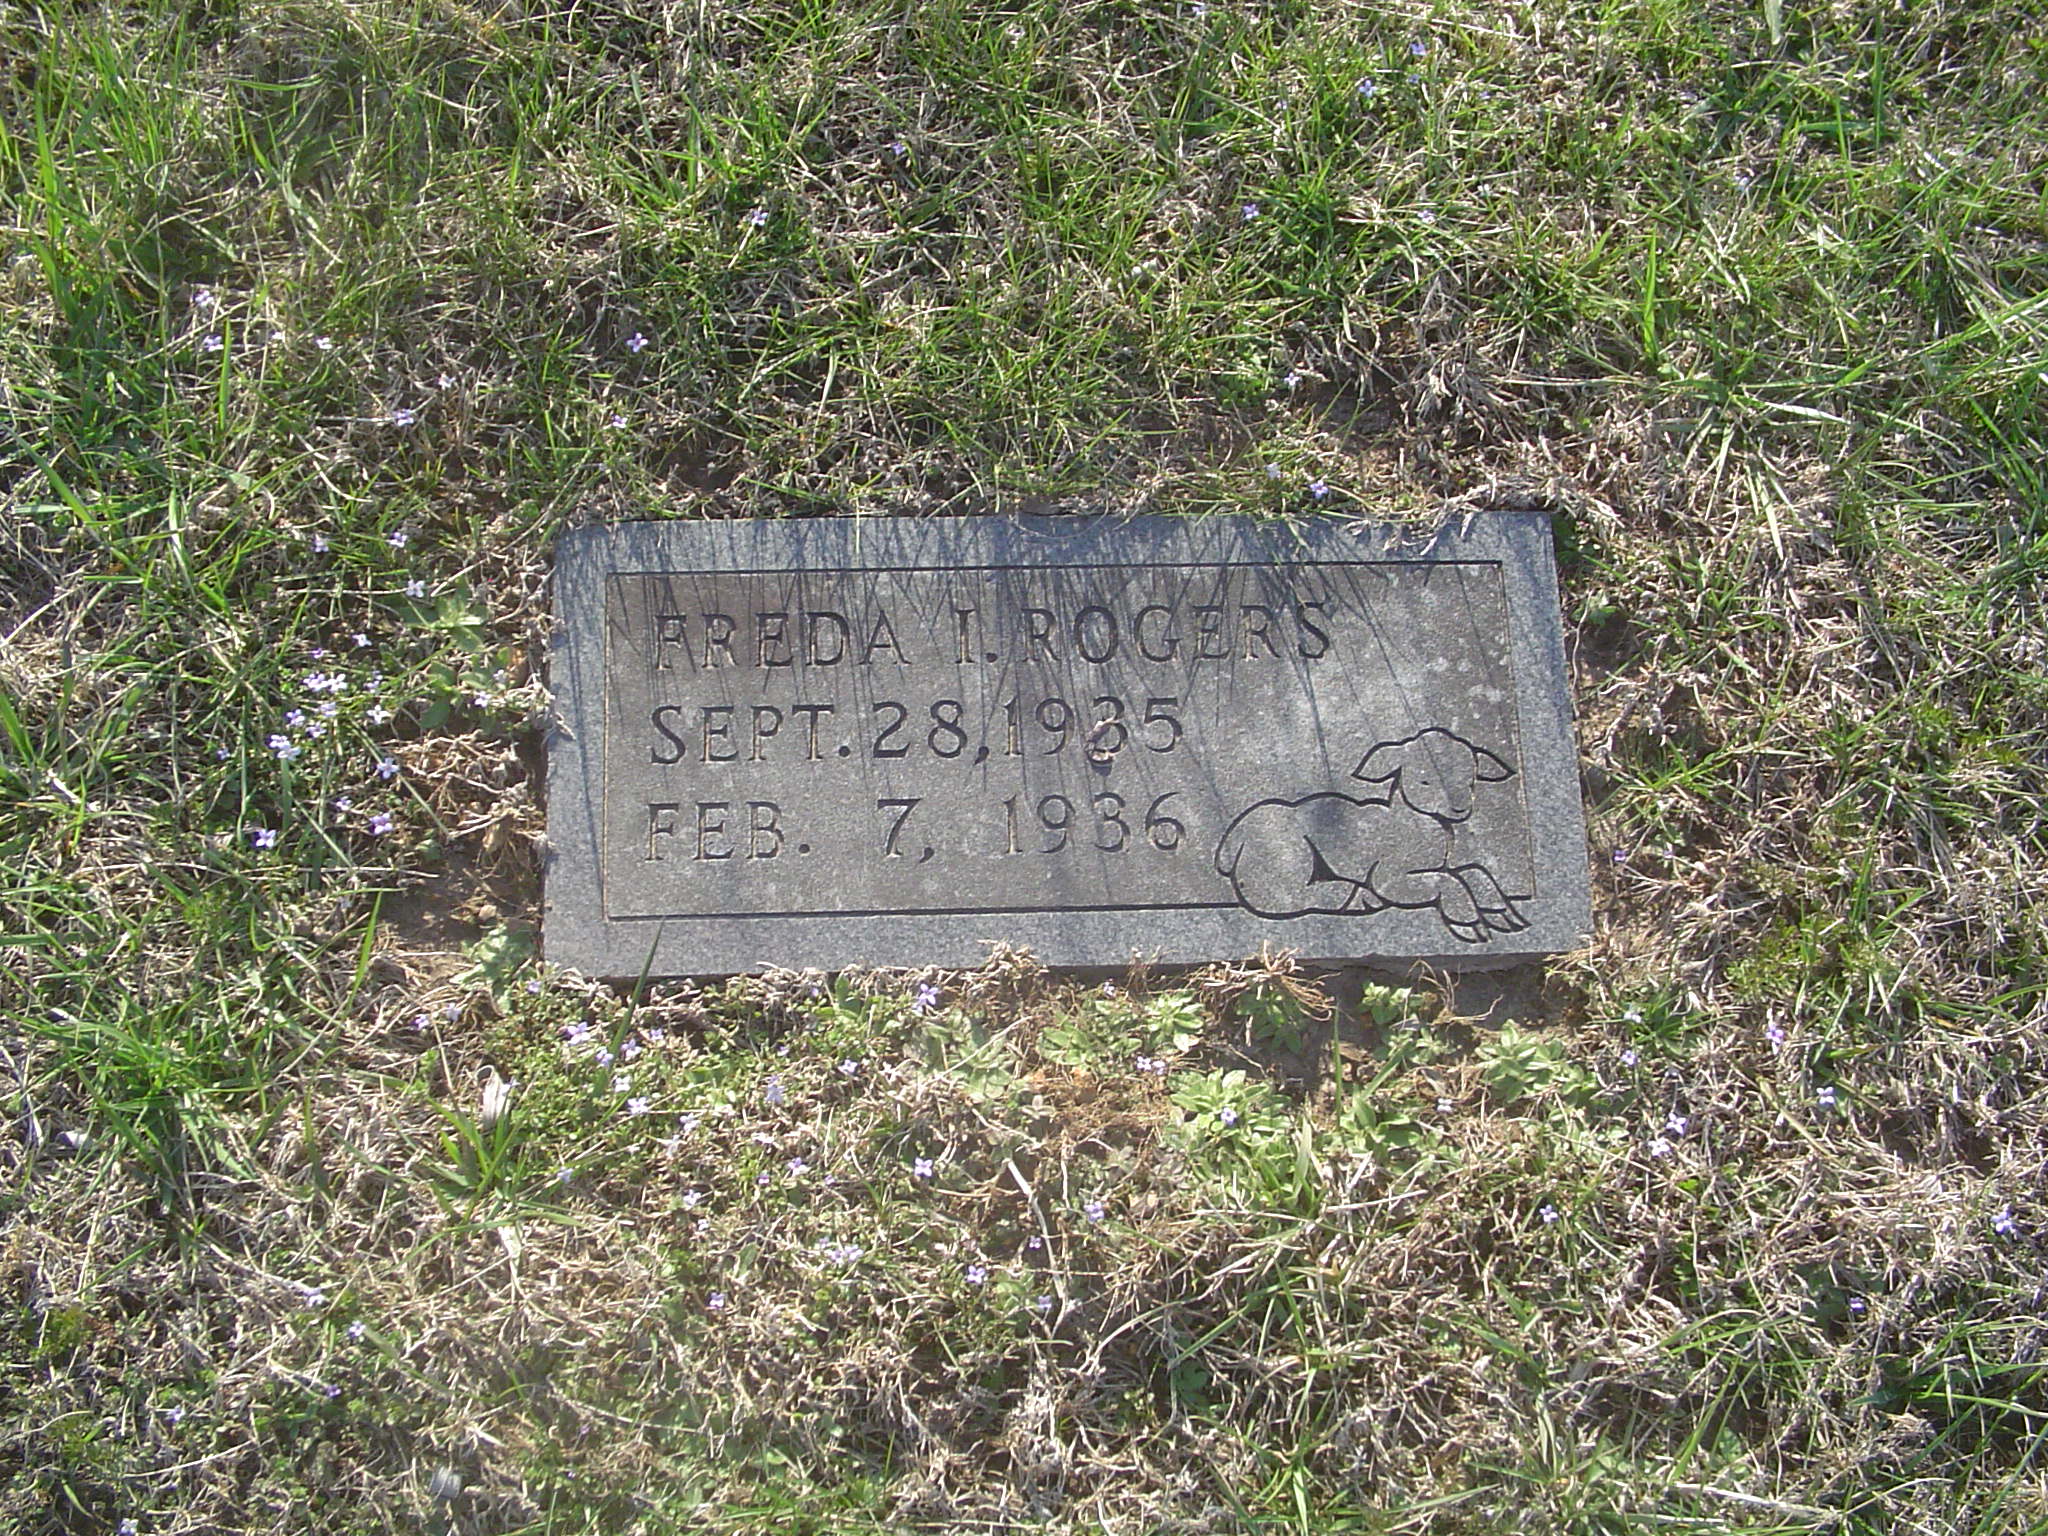 FREDA I. ROGERS
SEPT. 28, 1935
FEB. 7, 1936